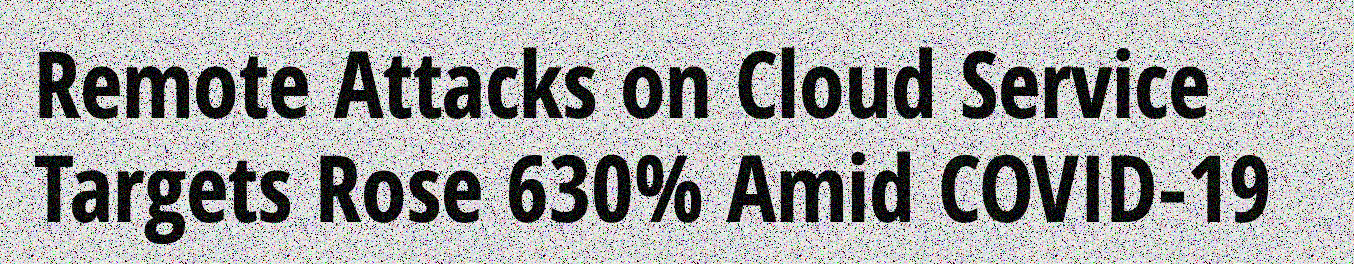 Remote Attacks on Cloud Service
Targets Rose 630% Amid COVID-19